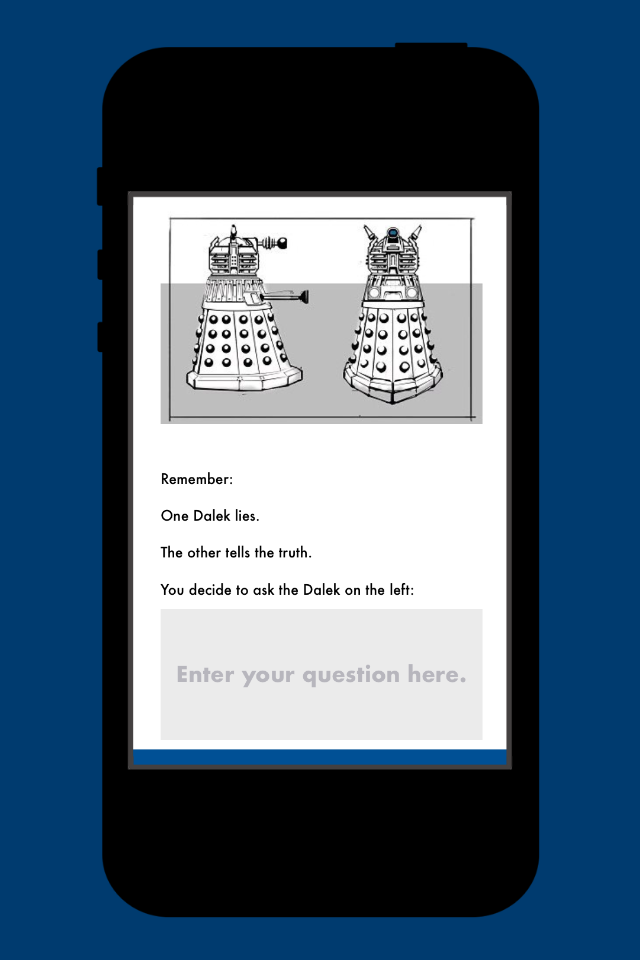 Remember:
One Dalek lies.
The other tells the truth.
You decide to ask the Dalek on the left:
Enter your question here.